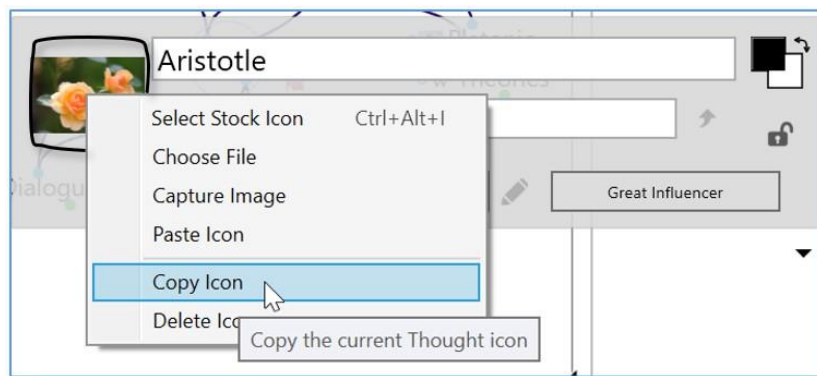 Aristotle
Select Stock Icon Ctrl+Alt+I
Choose File
Capture Image
Paste Icon
Great Influencer
Copy Icon
Delete
Copy the current Thought icon